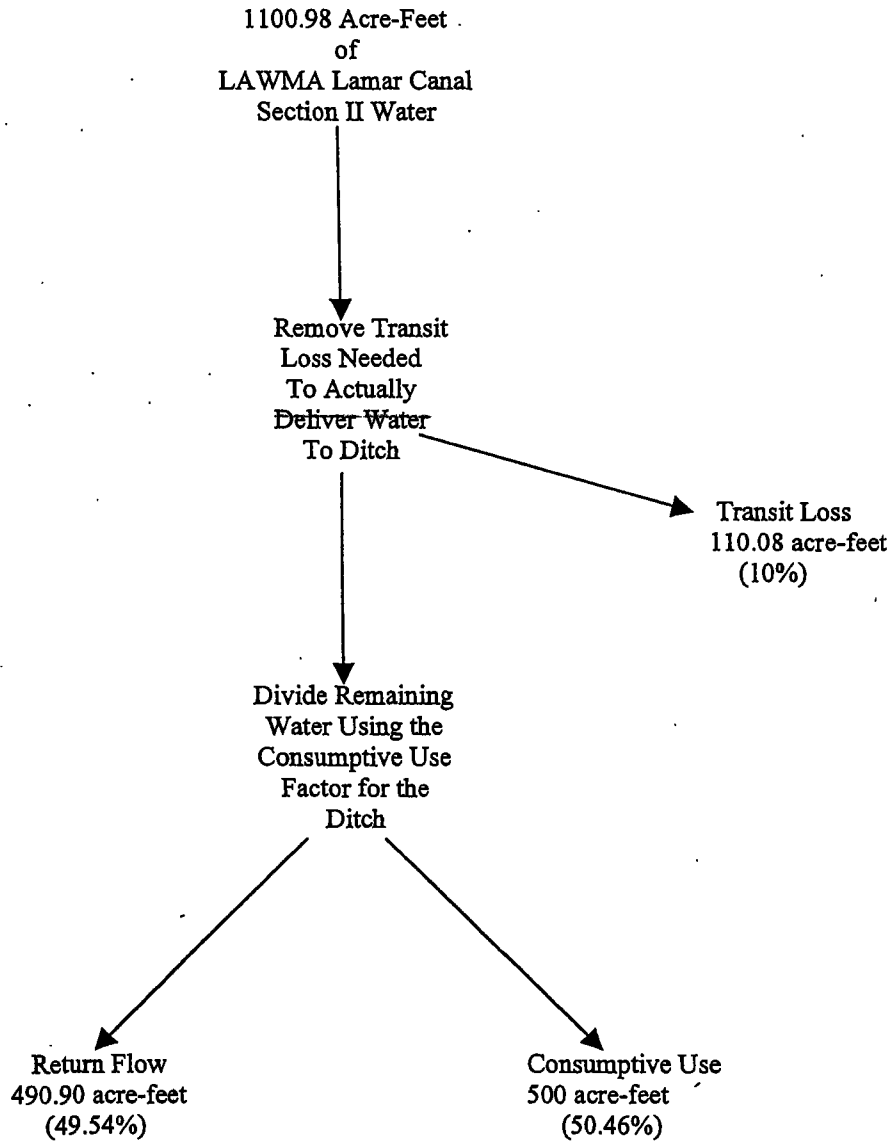 1100.98 Acre-Feet
of
LAWMA Lamar Canal
Section II Water
Remove Transit
Loss Needed
To Actually
Deliver Water
To Ditch
Transit Loss
110.08 acre-feet
(10%)
Divide Remaining
Water Using the
Consumptive Use
Factor for the
Ditch
Return Flow
490.90 acre-feet
(49.54%)
Consumptive Use
500 acre-feet
(50.46%)